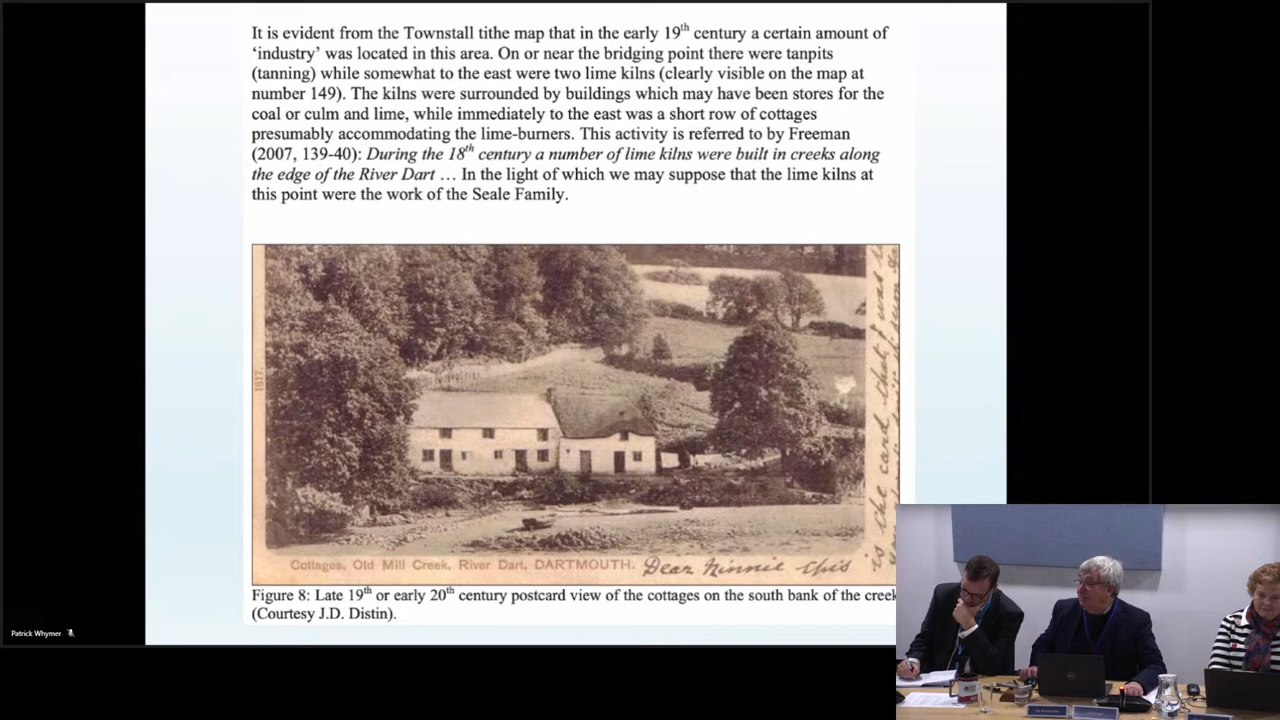 It is evident from the Townstall tithe map that in the early 19th century a certain amount of
‘industry’ was located in this area. On or near the bridging point there were tanpits
(tanning) while somewhat to the east were two lime kilns (clearly visible on the map at
number 149). The kilns were surrounded by buildings which may have been stores for the
coal or culm and lime, while immediately to the east was a short row of cottages
presumably accommodating the lime-burners. This activity is referred to by Freeman
(2007, 139-40): During the 18th century a number of lime kilns were built in creeks along
the edge of the River Dart … In the light of which we may suppose that the lime kilns at
this point were the work of the Seale Family.
1817.
is the card that I was
Cottages, Old Mill Creek, River Dart, DARTMOUTH. Dear Ninnie this
Figure 8: Late 19th or early 20th century postcard view of the cottages on the south bank of the creek
(Courtesy J.D. Distin).
Patrick Whymer